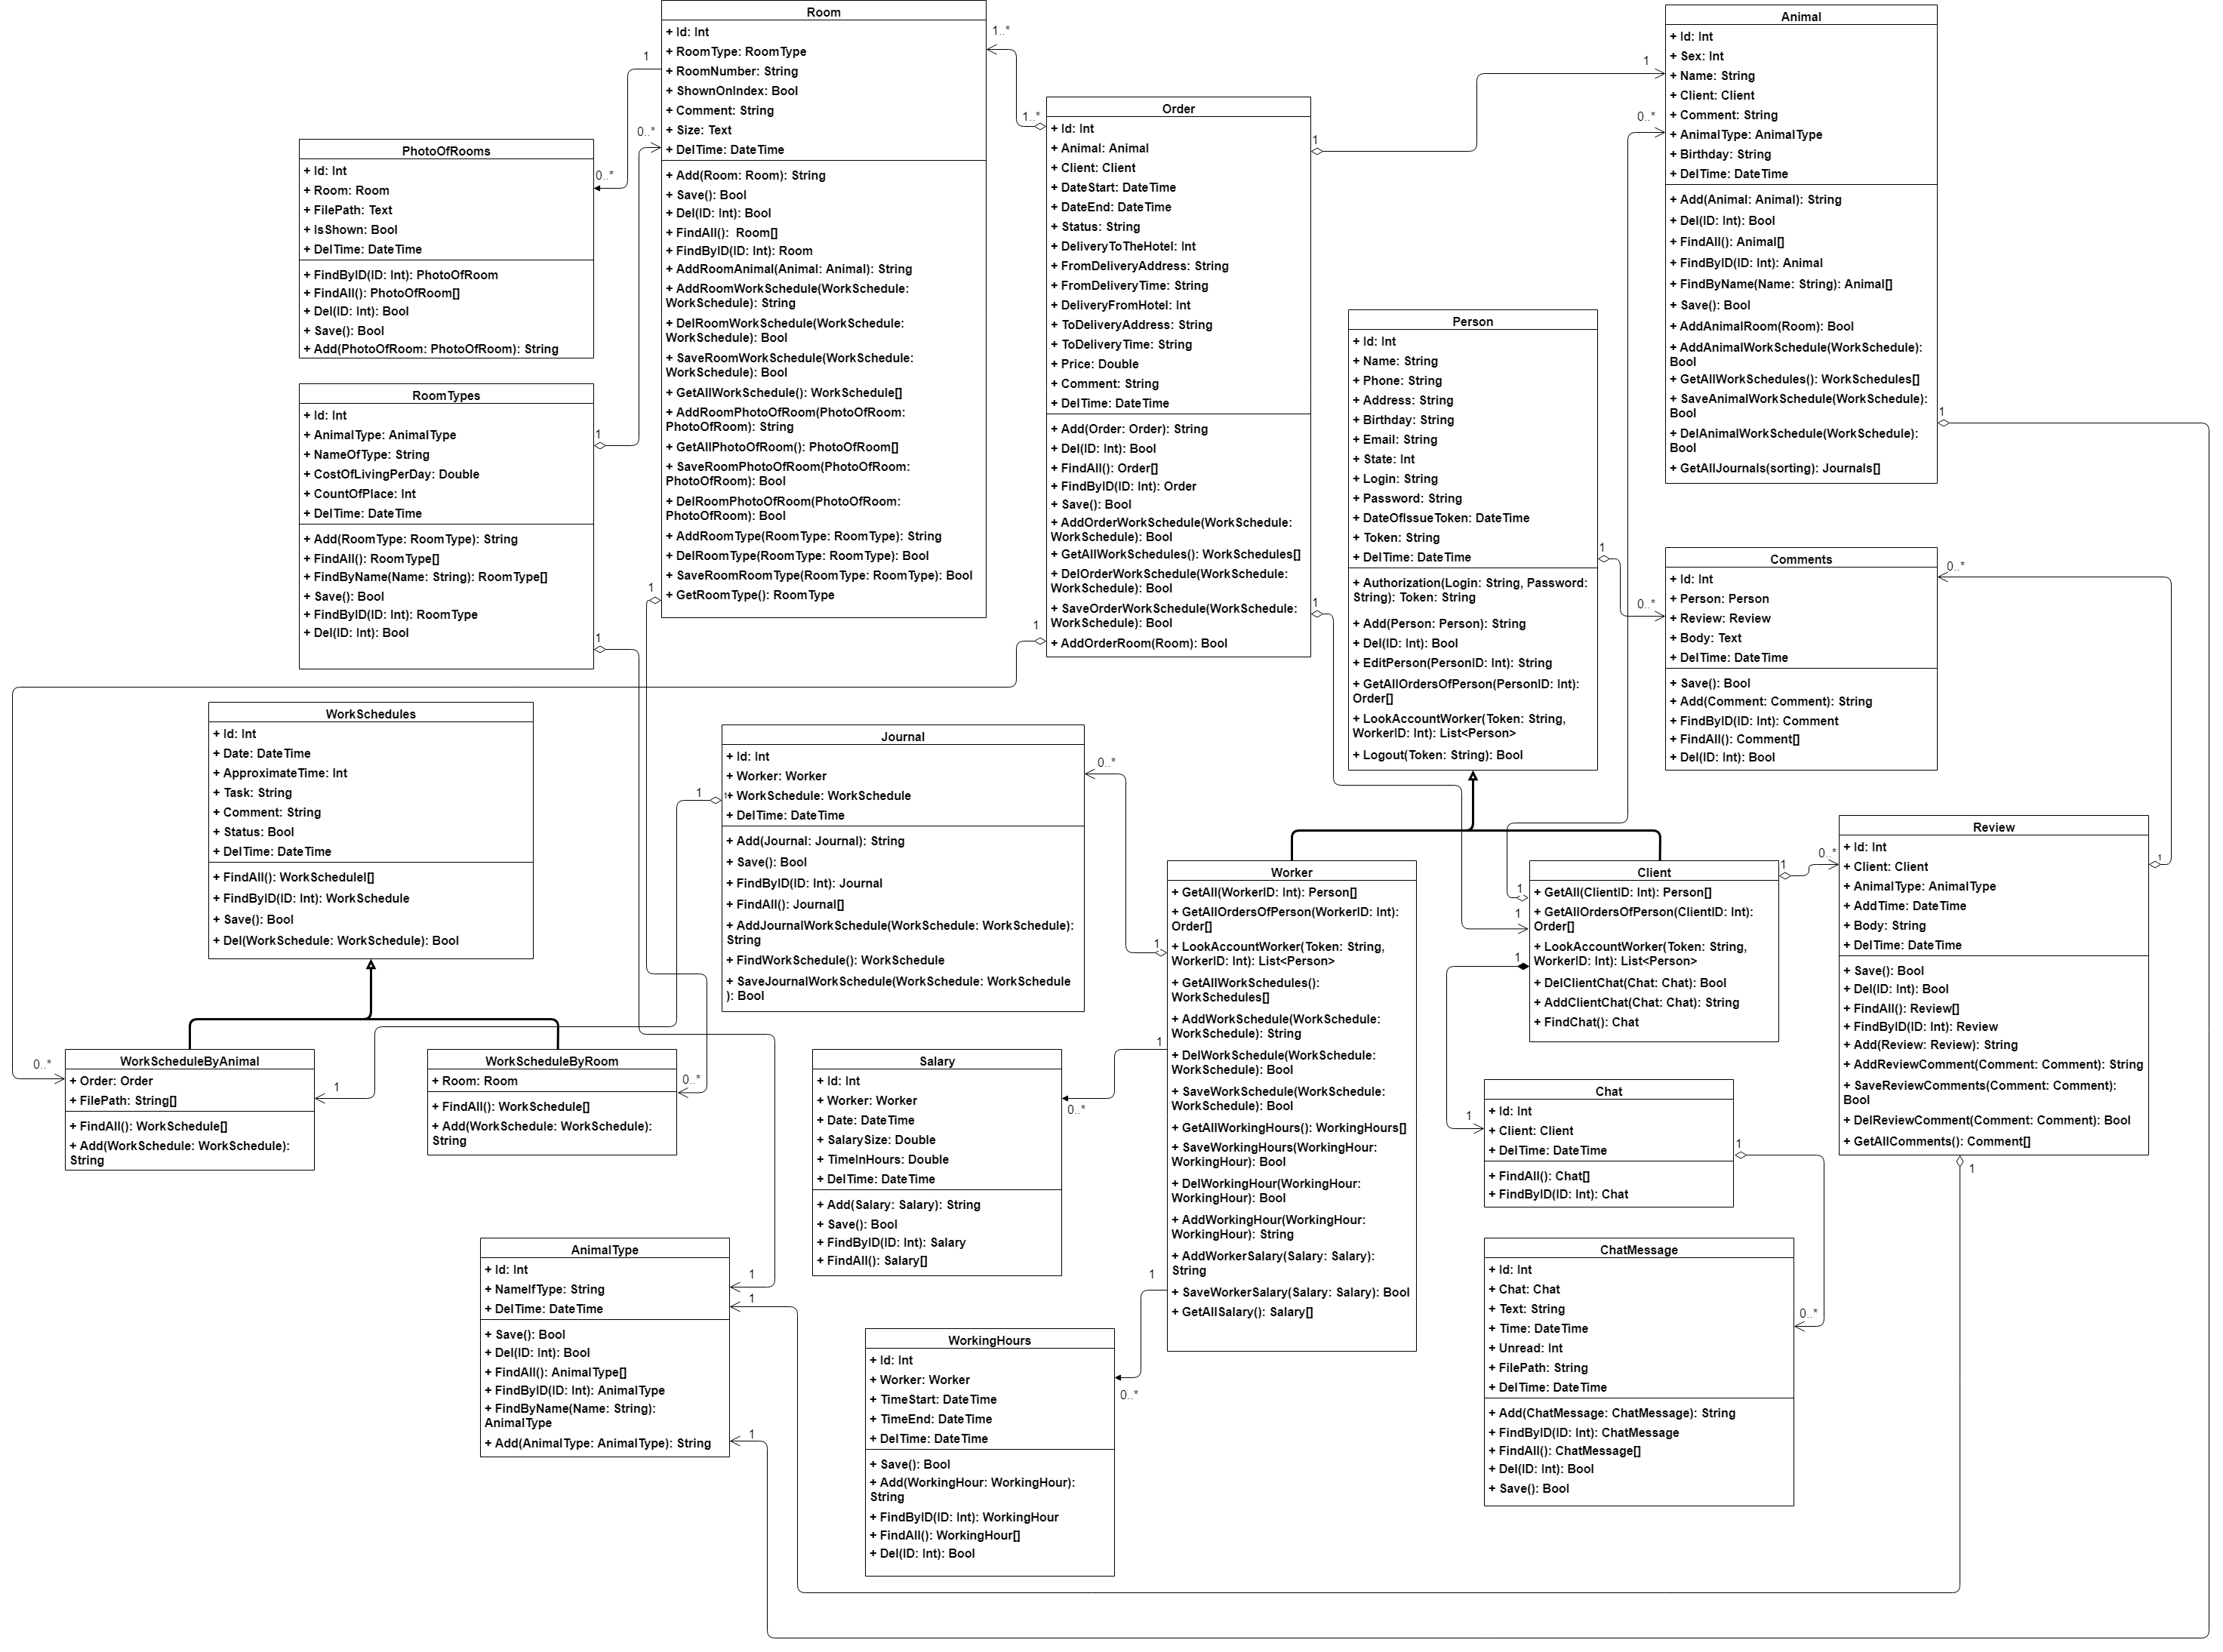 Room
+ Id: Int
+ RoomType: RoomType
+ RoomNumber: String
+ ShownOnIndex: Bool
+ Comment: String
+ Size: Text
+ DelTime: DateTime
+ Add(Room: Room): String
+ Save(): Bool
+ Del(ID: Int): Bool
+ FindAll(): Room[]
+ FindByID(ID: Int): Room
+ AddRoomAnimal(Animal: Animal): String
+ AddRoomWorkSchedule(WorkSchedule:
WorkSchedule): String
+ DelRoomWorkSchedule(WorkSchedule:
WorkSchedule): Bool
+ SaveRoomWorkSchedule(WorkSchedule:
WorkSchedule): Bool
+ GetAllWorkSchedule(): WorkSchedule[]
+ AddRoomPhotoOfRoom(PhotoOfRoom:
PhotoOfRoom): String
+ GetAllPhotoOfRoom(): PhotoOfRoom[]
+ SaveRoomPhotoOfRoom(PhotoOfRoom:
PhotoOfRoom): Bool
+ DelRoomPhotoOfRoom(PhotoOfRoom:
PhotoOfRoom): Bool
+ AddRoomType(RoomType: RoomType): String
+ DelRoomType(RoomType: RoomType): Bool
+ SaveRoomRoomType(RoomType: RoomType): Bool
+ GetRoomType(): RoomType
1
0..*
0..*
1
1..*
1..*
PhotoOfRooms
+ Id: Int
+ Room: Room
+ FilePath: Text
+ IsShown: Bool
+ DelTime: DateTime
+ FindByID(ID: Int): PhotoOfRoom
+ FindAll(): PhotoOfRoom[]
+ Del(ID: Int): Bool
+ Save(): Bool
+ Add(PhotoOfRoom: PhotoOfRoom): String
RoomTypes
+ Id: Int
+ AnimalType: AnimalType
+ NameOfType: String
+ CostOfLivingPerDay: Double
+ CountOfPlace: Int
+ DelTime: DateTime
+ Add(RoomType: RoomType): String
+ FindAll(): RoomType[]
+ FindByName(Name: String): RoomType[]
+ Save(): Bool
+ FindByID(ID: Int): RoomType
+ Del(ID: Int): Bool
1
1
Order
+ Id: Int
+ Animal: Animal
+ Client: Client
+ DateStart: DateTime
+ DateEnd: DateTime
+ Status: String
+ DeliveryToTheHotel: Int
+ FromDeliveryAddress: String
+ FromDeliveryTime: String
+ DeliveryFromHotel: Int
+ ToDeliveryAddress: String
+ ToDeliveryTime: String
+ Price: Double
+ Comment: String
+ DelTime: DateTime
+ Add(Order: Order): String
+ Del(ID: Int): Bool
+ FindAll(): Order[]
+ FindByID(ID: Int): Order
+ Save(): Bool
+ AddOrderWorkSchedule(WorkSchedule:
WorkSchedule): Bool
+ GetAllWorkSchedules(): WorkSchedules[]
+ DelOrderWorkSchedule(WorkSchedule:
WorkSchedule): Bool
+ SaveOrderWorkSchedule(WorkSchedule:
WorkSchedule): Bool
+ AddOrderRoom(Room): Bool
1
1
1
Animal
+ Id: Int
+ Sex: Int
+ Name: String
+ Client: Client
+ Comment: String
+ AnimalType: AnimalType
+ Birthday: String
+ DelTime: DateTime
+ Add(Animal: Animal): String
+ Del(ID: Int): Bool
+ FindAll(): Animal[]
+ FindByID(ID: Int): Animal
+ FindByName(Name: String): Animal[]
+ Save(): Bool
+ AddAnimalRoom(Room): Bool
+ AddAnimalWorkSchedule(WorkSchedule):
Bool
+ GetAllWorkSchedules(): WorkSchedules[]
+ SaveAnimalWorkSchedule(WorkSchedule):
Bool
+ DelAnimalWorkSchedule(WorkSchedule):
Bool
+ GetAllJournals(sorting): Journals[]
1
0..*
1
Person
+ Id: Int
+ Name: String
+ Phone: String
+ Address: String
+ Birthday: String
+ Email: String
+ State: Int
+ Login: String
+ Password: String
+ DateOfIssueToken: DateTime
+ Token: String
+ DelTime: DateTime
+ Authorization(Login: String, Password:
String): Token: String
+ Add(Person: Person): String
+ Del(ID: Int): Bool
+ EditPerson(PersonID: Int): String
+ GetAllOrdersOfPerson(PersonID: Int):
Order[]
+ LookAccountWorker(Token: String,
WorkerID: Int): List<Person>
+ Logout(Token: String): Bool
1
0..*
Comments
+ Id: Int
+ Person: Person
+ Review: Review
+ Body: Text
+ DelTime: DateTime
+ Save(): Bool
+ Add(Comment: Comment): String
+ FindByID(ID: Int): Comment
+ FindAll(): Comment[]
+ Del(ID: Int): Bool
0..*
WorkSchedules
+ Id: Int
+ Date: DateTime
+ ApproximateTime: Int
+ Task: String
+ Comment: String
+ Status: Bool
+ DelTime: DateTime
+ FindAll(): WorkSchedulel[]
+ FindByID(ID: Int): WorkSchedule
+ Save(): Bool
+ Del(WorkSchedule: WorkSchedule): Bool
Journal
+ Id: Int
+ Worker: Worker
+ WorkSchedule: WorkSchedule
+ DelTime: DateTime
+ Add(Journal: Journal): String
+ Save(): Bool
+ FindByID(ID: Int): Journal
+ FindAll(): Journal[]
+ AddJournalWorkSchedule(WorkSchedule: WorkSchedule):
String
+ FindWorkSchedule(): WorkSchedule
+ SaveJournalWorkSchedule(WorkSchedule: WorkSchedule
): Bool
1
1
0..*
Worker
+ GetAll(WorkerID: Int): Person[]
+ GetAllOrdersOfPerson(WorkerID: Int):
Order[]
+ LookAccountWorker(Token: String,
WorkerID: Int): List<Person>
+ GetAllWorkSchedules():
WorkSchedules[]
+ AddWorkSchedule(WorkSchedule:
WorkSchedule): String
+ DelWorkSchedule(WorkSchedule:
WorkSchedule): Bool
+ SaveWorkSchedule(WorkSchedule:
WorkSchedule): Bool
+ GetAllWorkingHours(): WorkingHours[]
+ SaveWorkingHours(WorkingHour:
WorkingHour): Bool
+ DelWorkingHour(WorkingHour:
WorkingHour): Bool
+ AddWorkingHour(WorkingHour:
WorkingHour): String
+ AddWorkerSalary(Salary: Salary):
String
+ SaveWorkerSalary(Salary: Salary): Bool
+ GetAllSalary(): Salary[]
1
1
1
Client
+ GetAll(ClientID: Int): Person[]
+ GetAllOrdersOfPerson(ClientID: Int):
Order[]
+ LookAccountWorker(Token: String,
WorkerID: Int): List<Person>
+ DelClientChat(Chat: Chat): Bool
+ AddClientChat(Chat: Chat): String
+ FindChat(): Chat
1
1
1
1
0..*
Review
+ Id: Int
+ Client: Client
+ AnimalType: AnimalType
+ AddTime: DateTime
+ Body: String
+ DelTime: DateTime
+ Save(): Bool
+ Del(ID: Int): Bool
+ FindAll(): Review[]
+ FindByID(ID: Int): Review
+ Add(Review: Review): String
+ AddReviewComment(Comment: Comment): String
+ SaveReviewComments(Comment: Comment):
Bool
+ DelReviewComment(Comment: Comment): Bool
+ GetAllComments(): Comment[]
1
1
WorkScheduleByAnimal
+ Order: Order
+ FilePath: String[]
+ FindAll(): WorkSchedule[]
+ Add(WorkSchedule: WorkSchedule):
String
0..*
1
WorkScheduleByRoom
+ Room: Room
+ FindAll(): WorkSchedule[]
+ Add(WorkSchedule: WorkSchedule):
String
0..*
Salary
+ Id: Int
+ Worker: Worker
+ Date: DateTime
+ SalarySize: Double
+ TimeInHours: Double
+ DelTime: DateTime
+ Add(Salary: Salary): String
+ Save(): Bool
+ FindByID(ID: Int): Salary
+ FindAll(): Salary[]
0..*
Chat
+ Id: Int
+ Client: Client
+ DelTime: DateTime
+ FindAll(): Chat[]
+ FindByID(ID: Int): Chat
1
1
AnimalType
+ Id: Int
+ NameIfType: String
+ DelTime: DateTime
+ Save(): Bool
+ Del(ID: Int): Bool
+ FindAll(): AnimalType[]
+ FindByID(ID: Int): AnimalType
+ FindByName(Name: String):
AnimalType
+ Add(AnimalType: AnimalType): String
1
1
1
WorkingHours
+ Id: Int
+ Worker: Worker
+ TimeStart: DateTime
+ TimeEnd: DateTime
+ DelTime: DateTime
+ Save(): Bool
+ Add(WorkingHour: WorkingHour):
String
+ FindByID(ID: Int): WorkingHour
+ FindAll(): WorkingHour[]
+ Del(ID: Int): Bool
0..*
ChatMessage
+ Id: Int
+ Chat: Chat
+ Text: String
+ Time: DateTime
+ Unread: Int
+ FilePath: String
+ DelTime: DateTime
+ Add(ChatMessage: ChatMessage): String
+ FindByID(ID: Int): ChatMessage
+ FindAll(): ChatMessage[]
+ Del(ID: Int): Bool
+ Save(): Bool
0..*